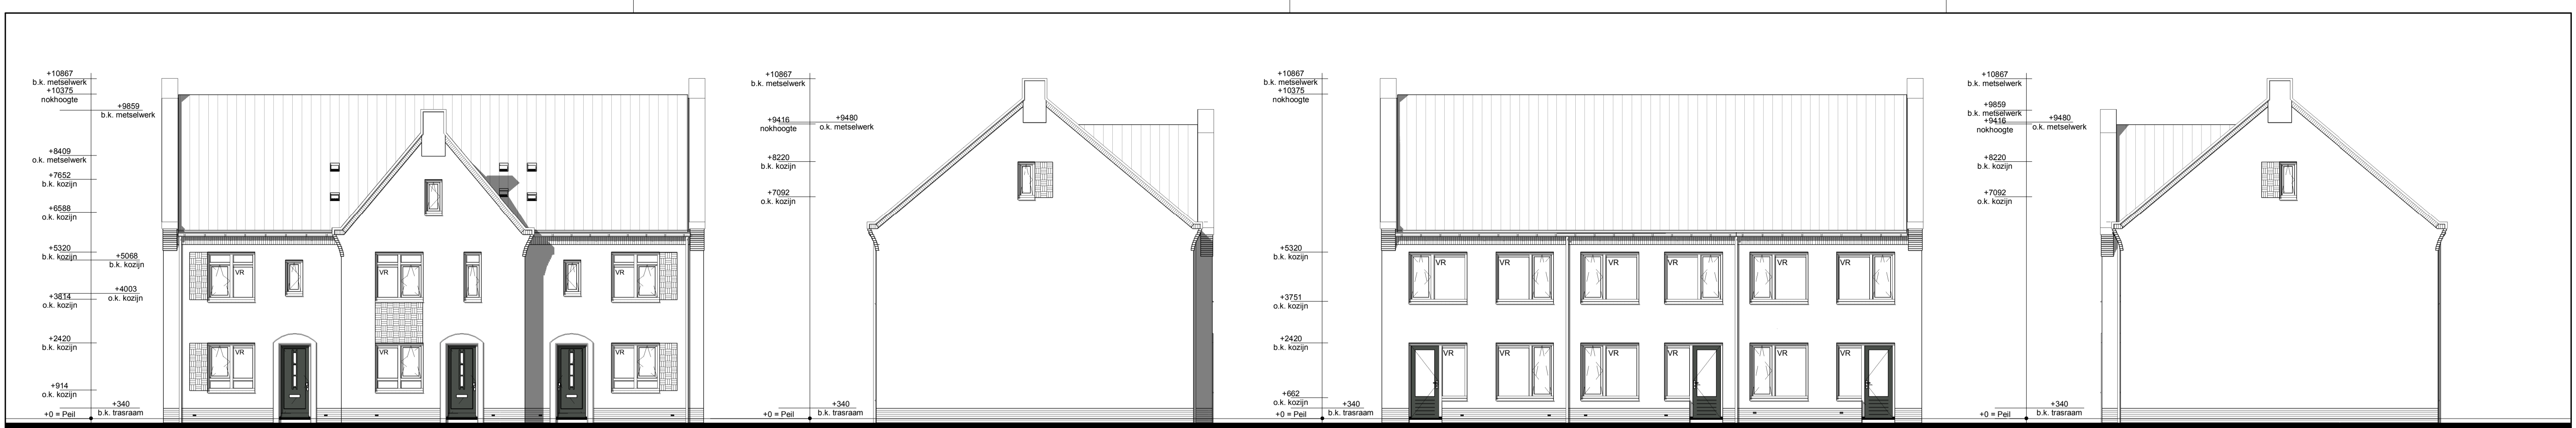 +10867
b.k. metselwerk
+10375
nokhoogte
+9859
b.k. metselwerk
+8409
o.k. metselwerk
+7652
b.k. kozijn
+6588
o.k. kozijn
+5320
b.k. kozijn
+5068
b.k. kozijn
+4003
o.k. kozijn
+3814
o.k. kozijn
+2420
b.k. kozijn
+914
o.k. kozijn
+340
b.k. trasraam
+0 = Peil
VR
VR
VR
VR
VR
VR
+10867
b.k. metselwerk
+9480
o.k. metselwerk
+9416
nokhoogte
+8220
b.k. kozijn
+7092
o.k. kozijn
+340
b.k. trasraam
+0 = Peil
+10867
b.k. metselwerk
+10375
nokhoogte
+5320
b.k. kozijn
+3751
o.k. kozijn
+2420
b.k. kozijn
+662
o.k. kozijn
+340
b.k. trasraam
+0 = Peil
VR
VR
VR
VR
VR
VR
VR
VR
VR
VR
VR
VR
+10867
b.k. metselwerk
+9859
b.k. metselwerk
+9480
o.k. metselwerk
+9416
nokhoogte
+8220
b.k. kozijn
+7092
o.k. kozijn
+340
b.k. trasraam
+0 = Peil